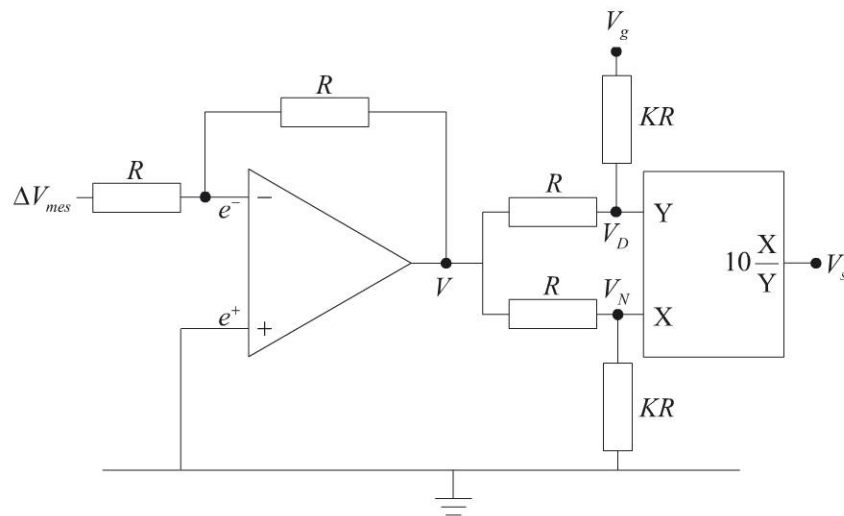 V_g
R
KR
R
ΔV_mes
e⁻
−
R
V_D
Y
V
10 X/Y
V_s
R
V_N
X
e⁺
+
KR